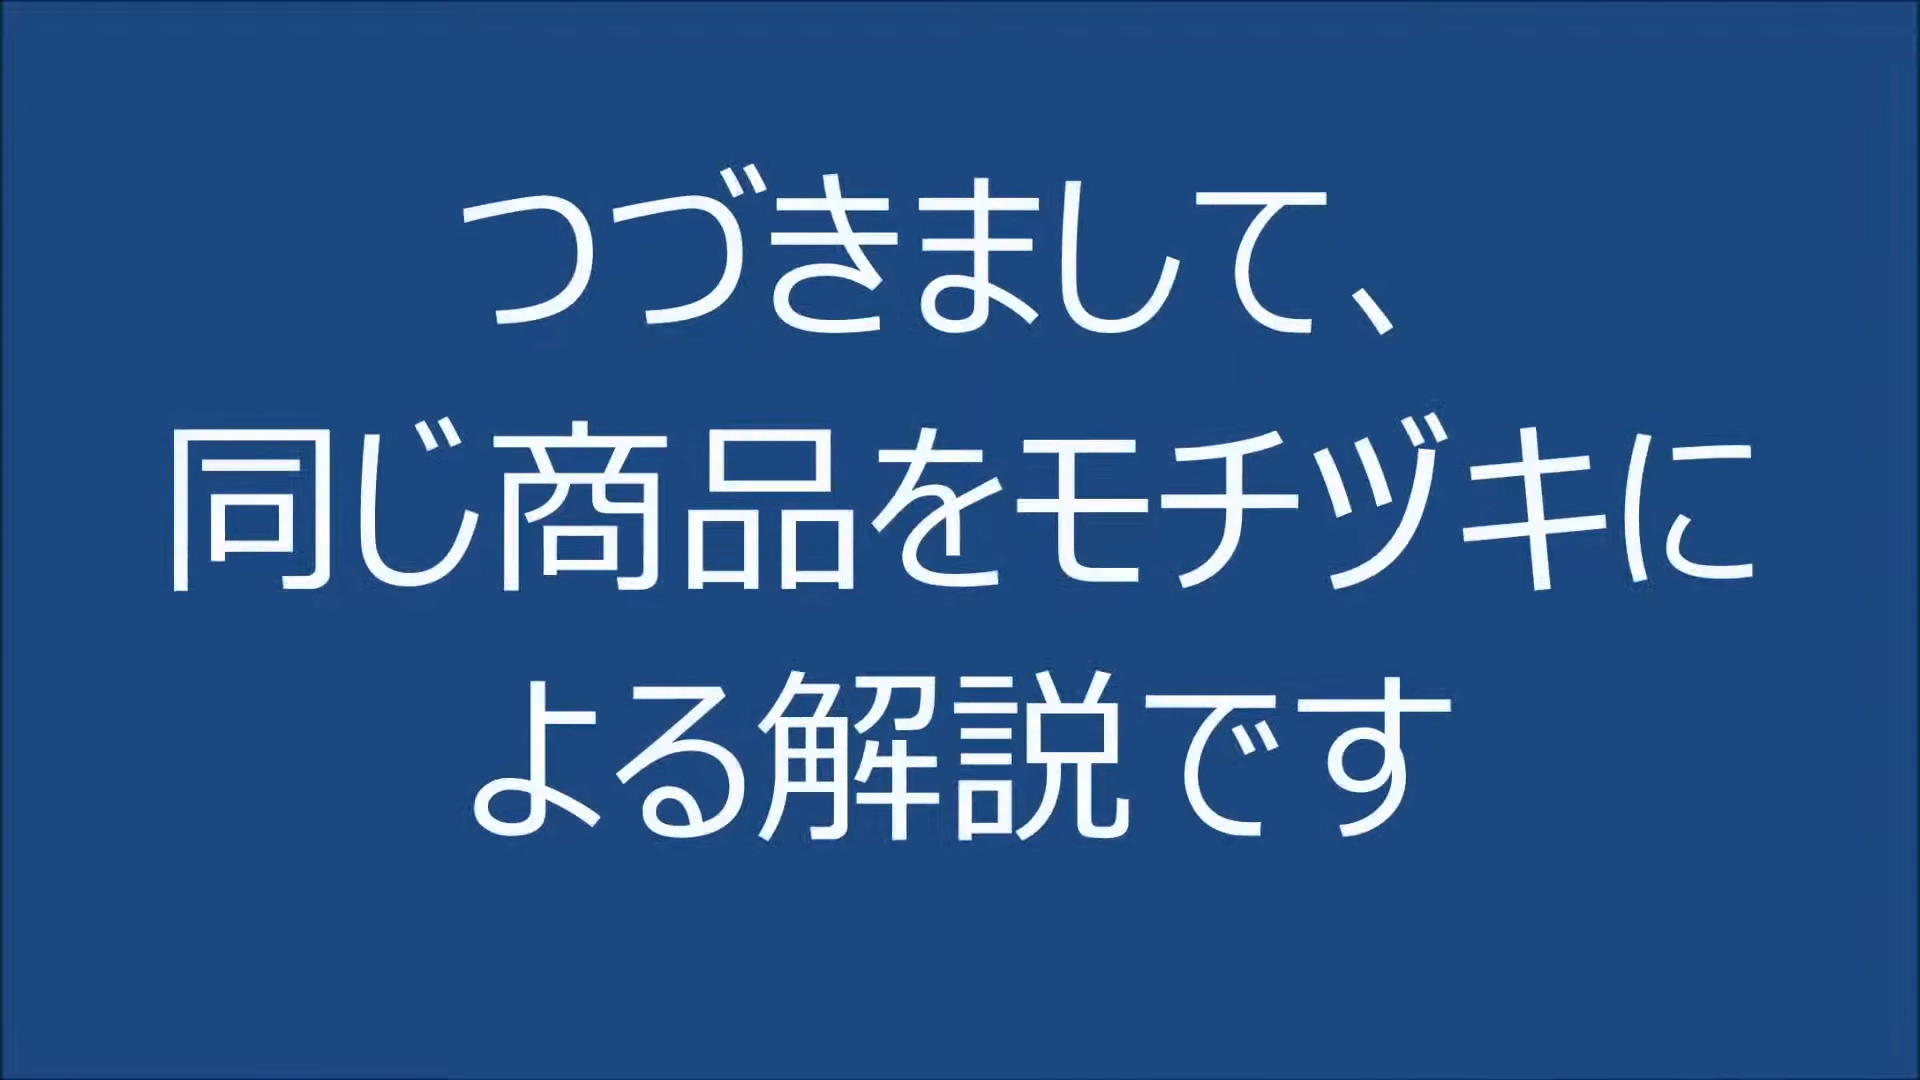 つづきまして、
同じ商品をモチヅキに
よる解説です